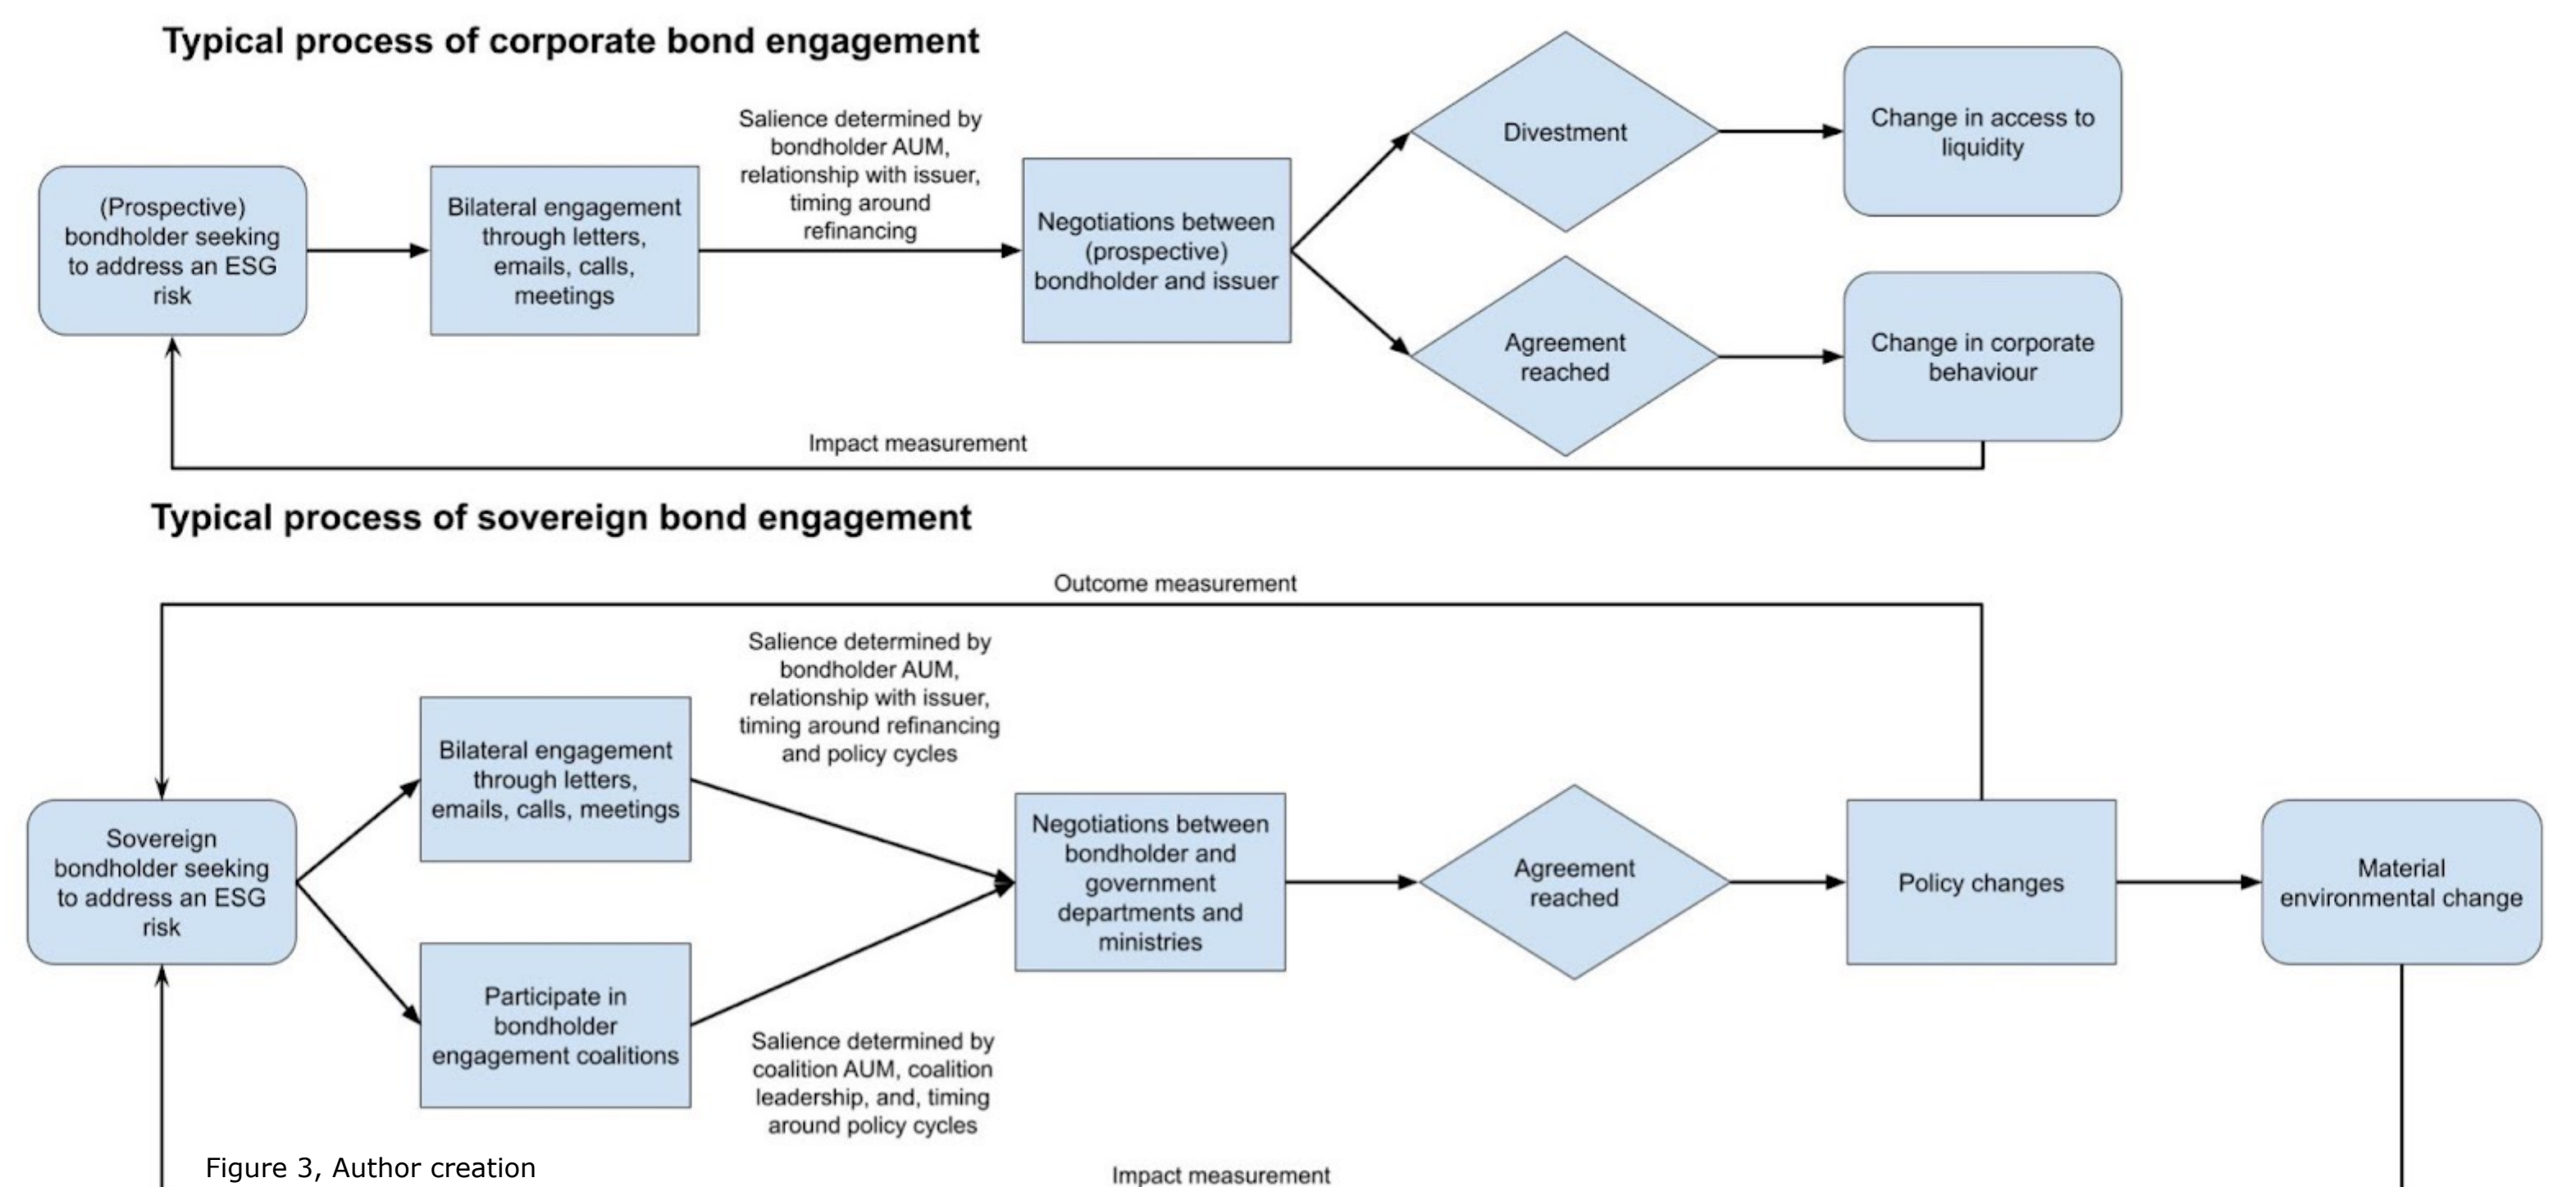 Typical process of corporate bond engagement
(Prospective)
bondholder seeking
to address an ESG
risk
Bilateral engagement
through letters,
emails, calls,
meetings
Salience determined by
bondholder AUM,
relationship with issuer,
timing around
refinancing
Negotiations between
(prospective)
bondholder and issuer
Divestment
Change in access to
liquidity
Agreement
reached
Change in corporate
behaviour
Impact measurement
Typical process of sovereign bond engagement
Outcome measurement
Sovereign
bondholder seeking
to address an ESG
risk
Bilateral engagement
through letters,
emails, calls, meetings
Salience determined by
bondholder AUM,
relationship with issuer,
timing around refinancing
and policy cycles
Participate in
bondholder
engagement coalitions
Salience determined by
coalition AUM, coalition
leadership, and, timing
around policy cycles
Negotiations between
bondholder and
government
departments and
ministries
Agreement
reached
Policy changes
Material
environmental change
Impact measurement
Figure 3, Author creation